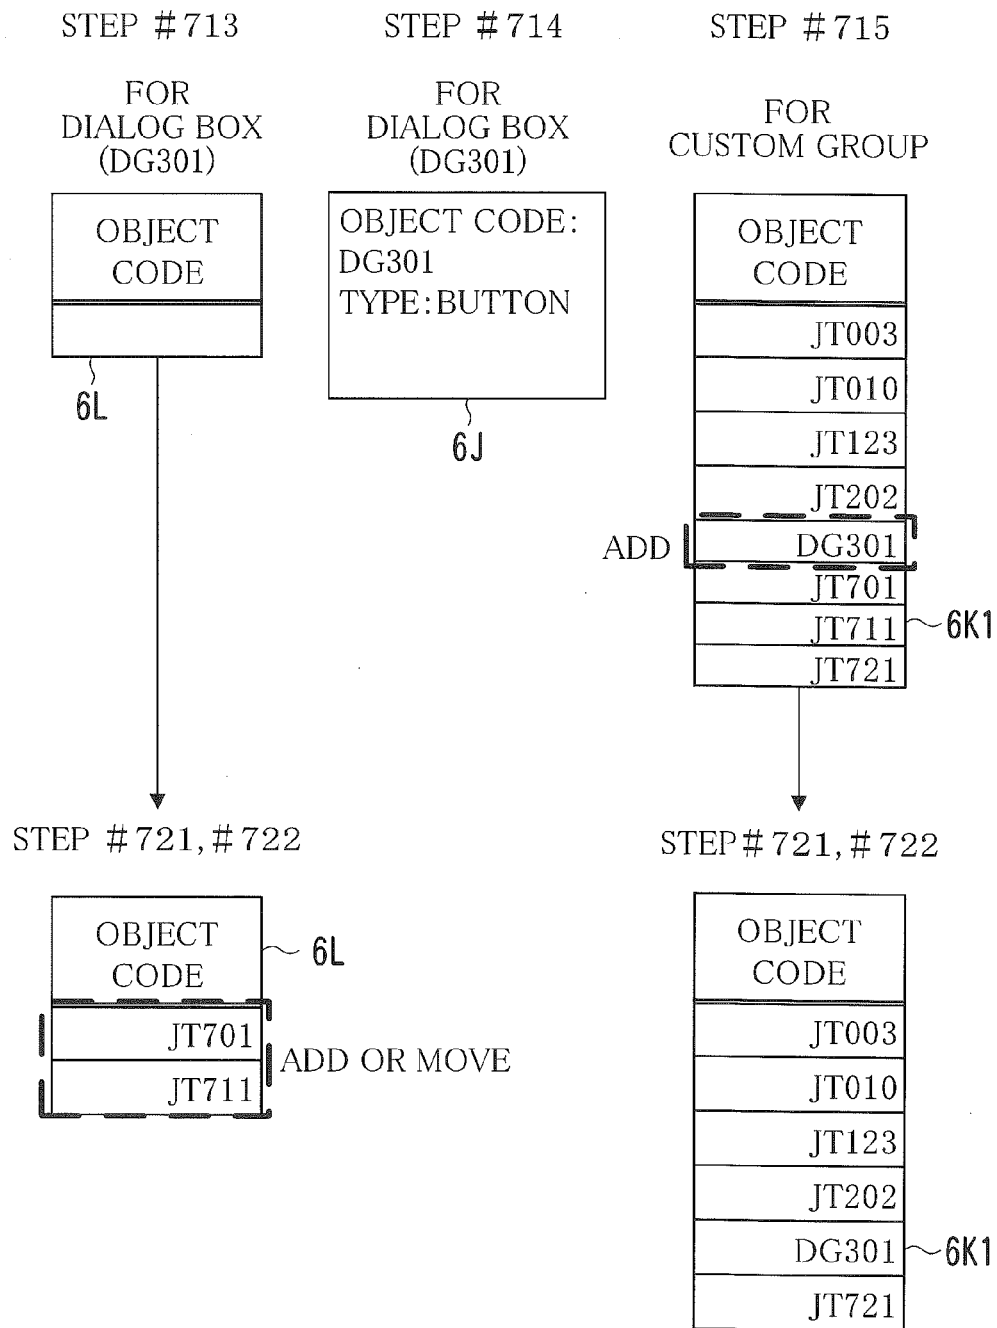 STEP #713
FOR
DIALOG BOX
(DG301)
OBJECT
CODE
6L
STEP #714
FOR
DIALOG BOX
(DG301)
OBJECT CODE:
DG301
TYPE:BUTTON
6J
STEP #715
FOR
CUSTOM GROUP
OBJECT
CODE
JT003
JT010
JT123
JT202
ADD
DG301
JT701
JT711
6K1
JT721
STEP #721,#722
OBJECT
CODE
6L
JT701
JT711
ADD OR MOVE
STEP#721,#722
OBJECT
CODE
JT003
JT010
JT123
JT202
DG301
6K1
JT721